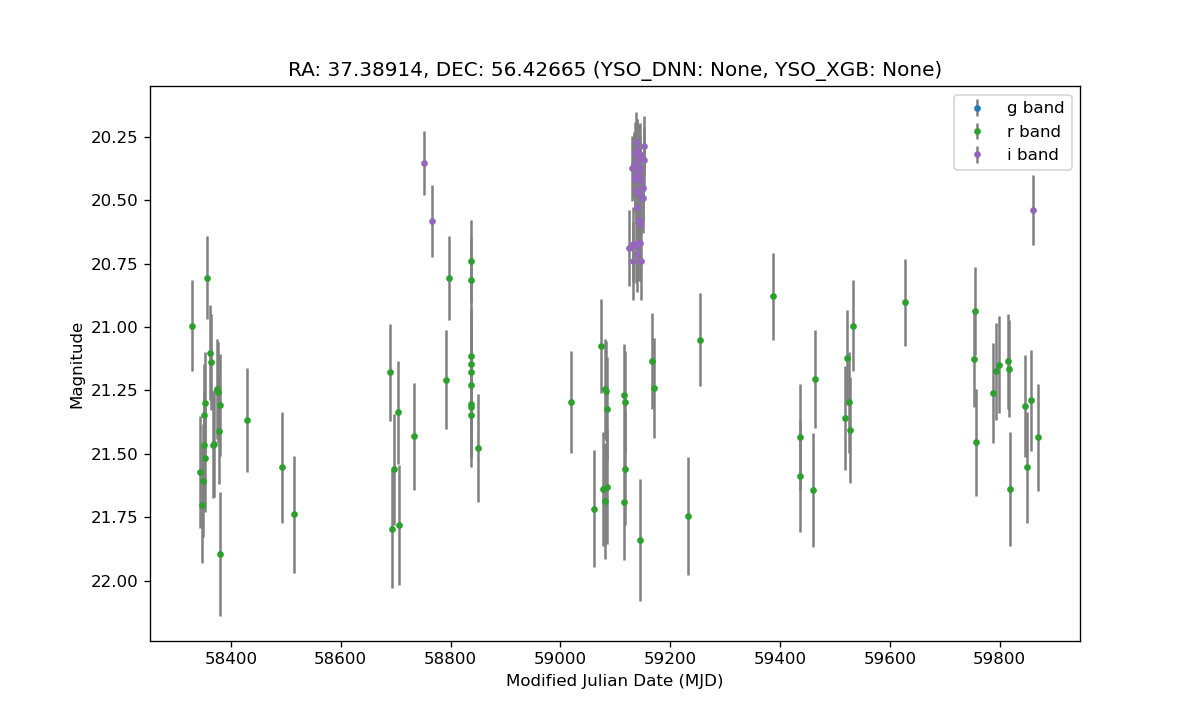 RA: 37.38914, DEC: 56.42665 (YSO_DNN: None, YSO_XGB: None)
g band
r band
i band
20.25
20.50
20.75
21.00
21.25
21.50
21.75
22.00
Magnitude
58400 58600 58800 59000 59200 59400 59600 59800
Modified Julian Date (MJD)